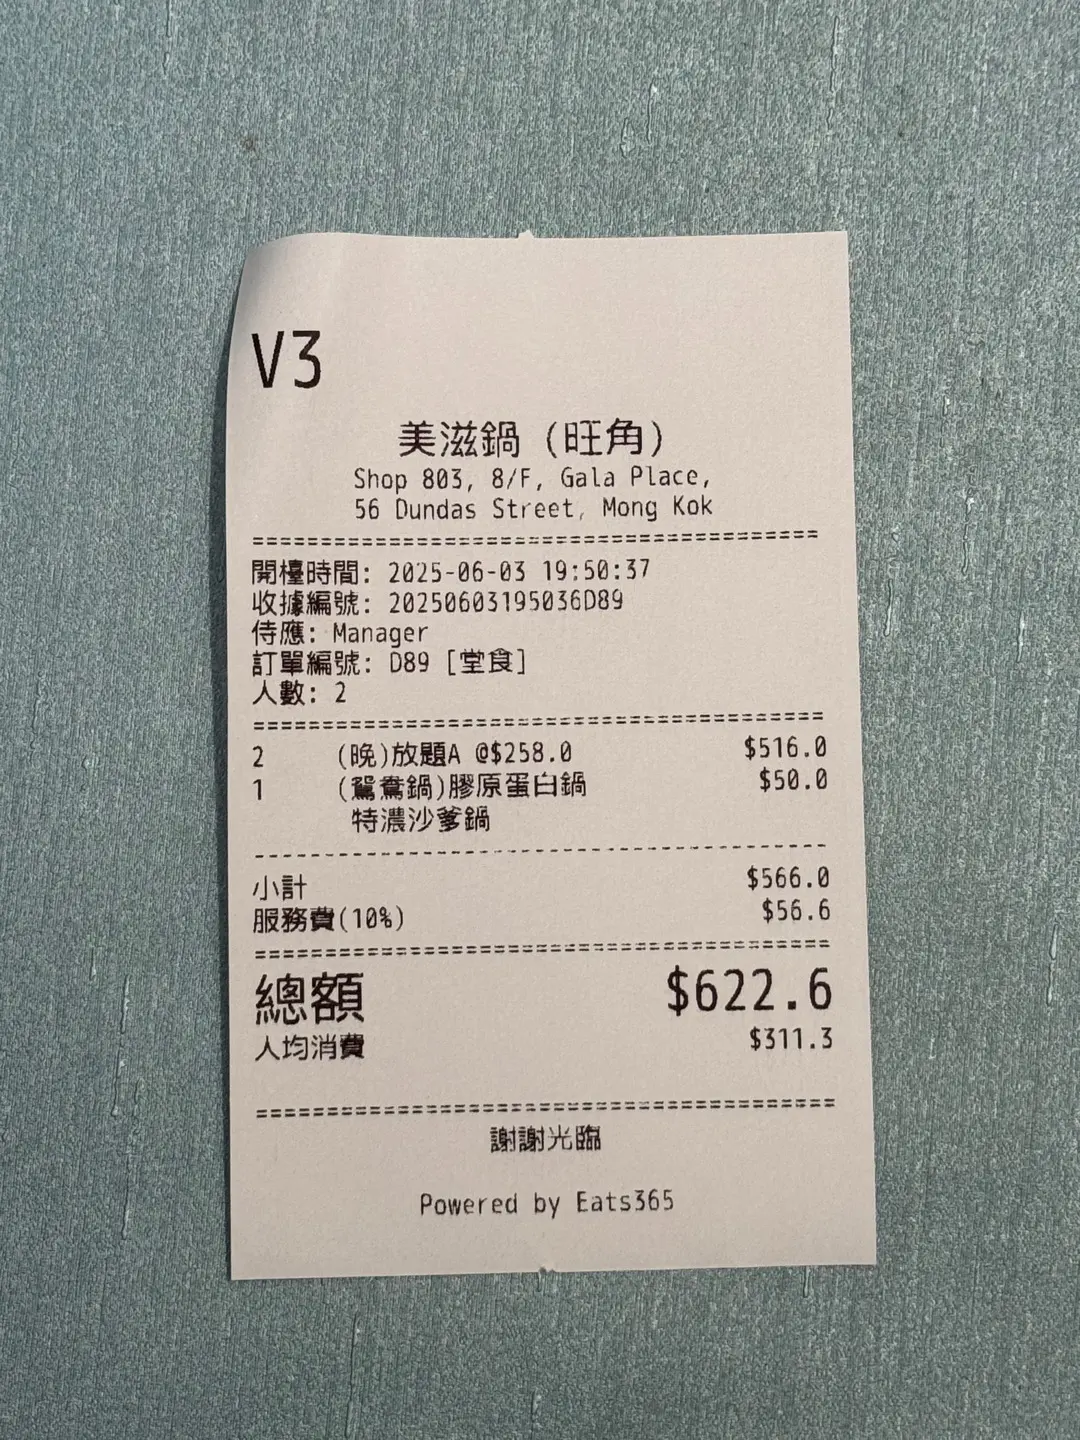 V3
美滋鍋 (旺角)
Shop 803, 8/F, Gala Place,
56 Dundas Street, Mong Kok
開檯時間: 2025-06-03 19:50:37
收據編號: 20250603195036D89
侍應: Manager
訂單編號: D89 [堂食]
人數: 2
2 (晚)放題A @$258.0 $516.0
1 (鴛鴦鍋)膠原蛋白鍋 $50.0
特濃沙爹鍋
小計 $566.0
服務費(10%) $56.6
總額 $622.6
人均消費 $311.3
謝謝光臨
Powered by Eats365